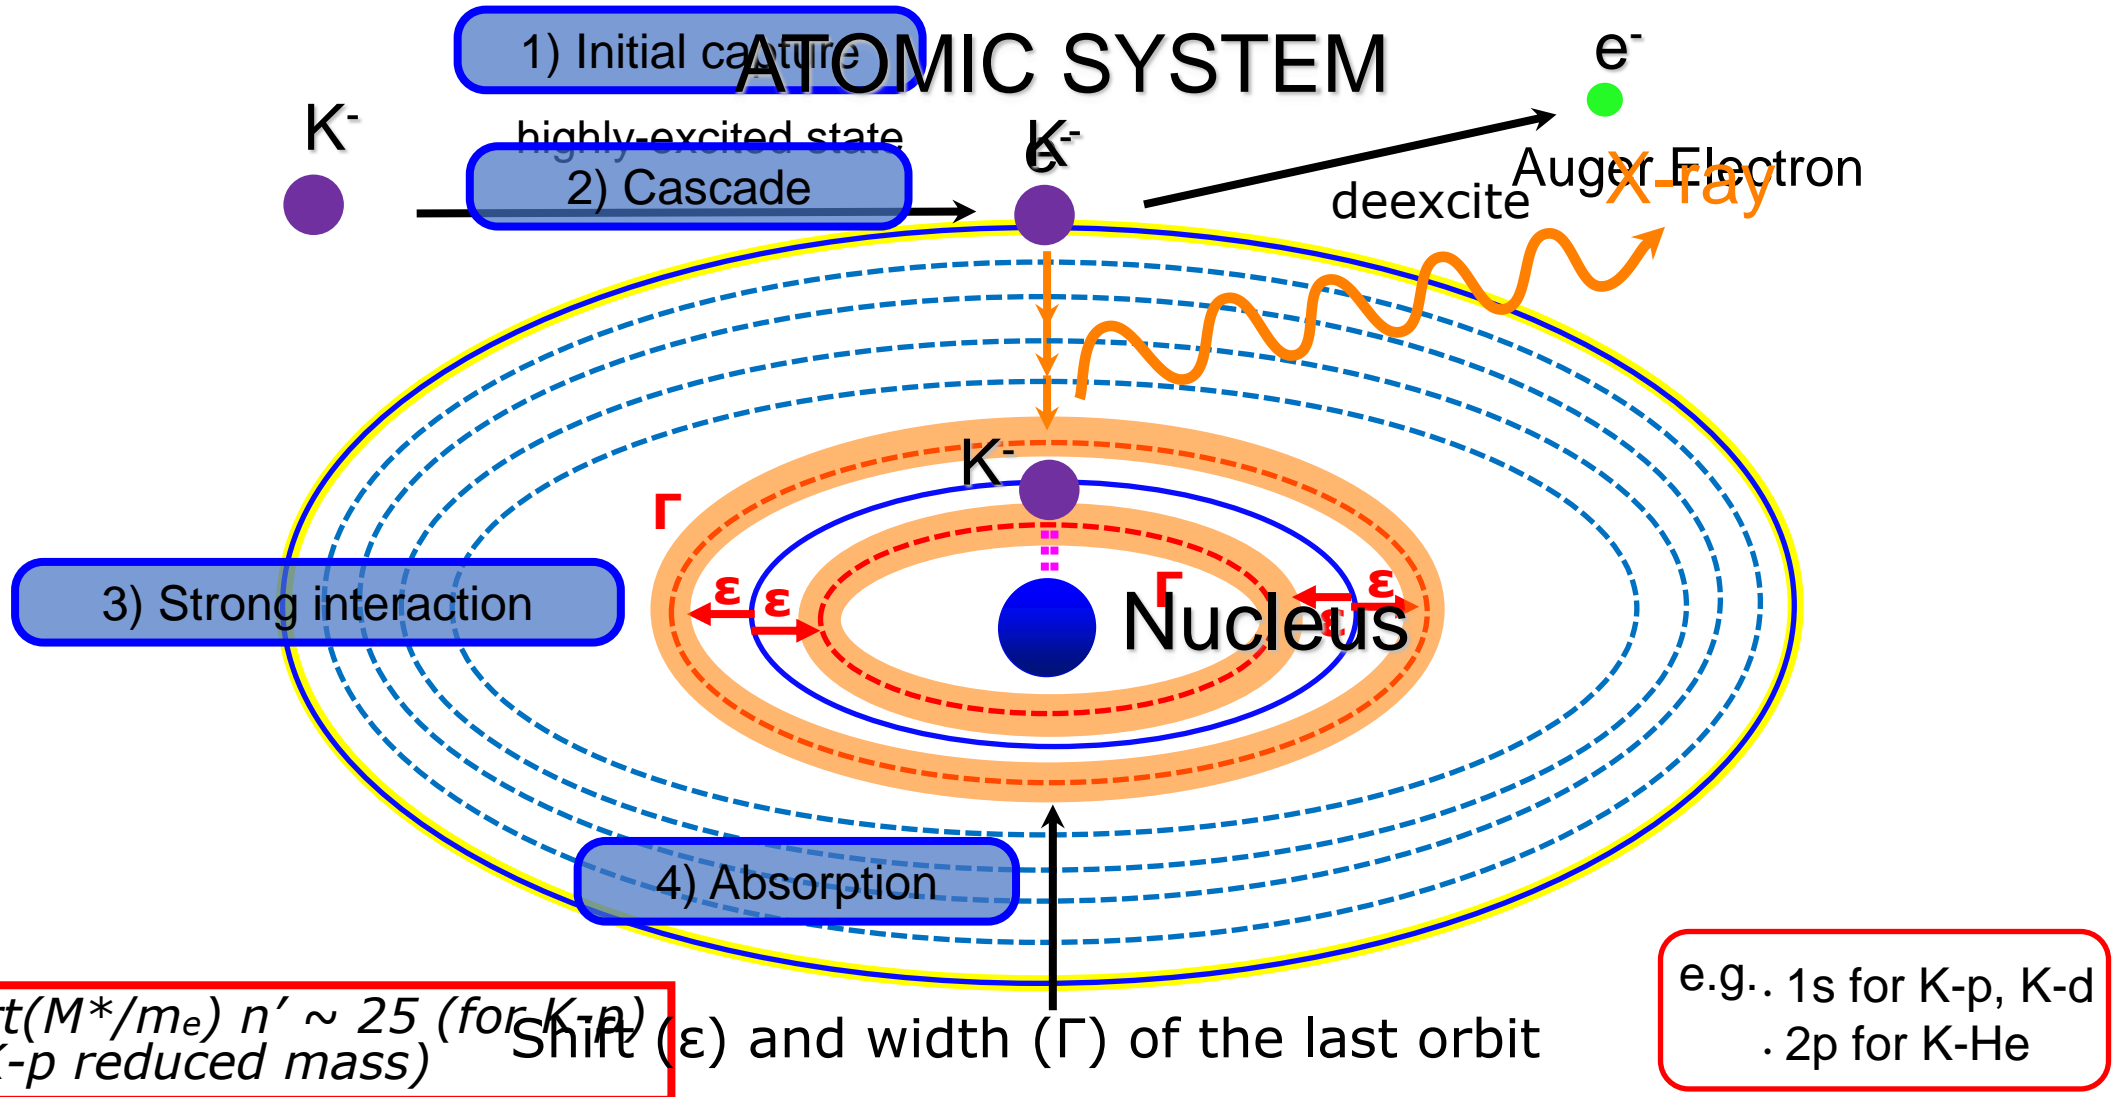 1) Initial capture
ATOMIC SYSTEM
e-
K-
highly-excited state
K-
e-
2) Cascade
Auger Electron
X-ray
deexcite
K-
Γ
ε
ε
Γ
ε
ε
3) Strong interaction
Nucleus
4) Absorption
t(M*/me) n’ ~ 25 (for K-p)
-p reduced mass)
Shift (ε) and width (Γ) of the last orbit
e.g. . 1s for K-p, K-d
. 2p for K-He